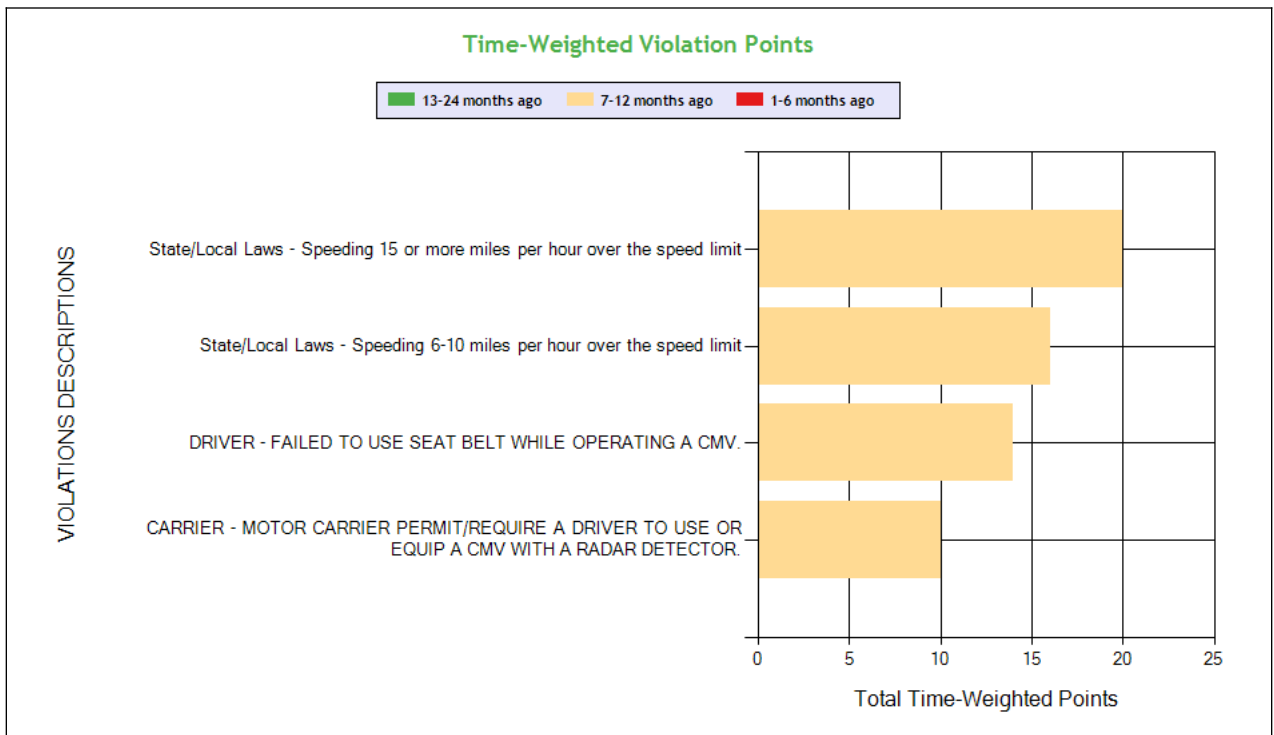 Time-Weighted Violation Points
13-24 months ago 7-12 months ago 1-6 months ago
VIOLATIONS DESCRIPTIONS
State/Local Laws - Speeding 15 or more miles per hour over the speed limit
State/Local Laws - Speeding 6-10 miles per hour over the speed limit
DRIVER - FAILED TO USE SEAT BELT WHILE OPERATING A CMV.
CARRIER - MOTOR CARRIER PERMIT/REQUIRE A DRIVER TO USE OR
EQUIP A CMV WITH A RADAR DETECTOR.
0 5 10 15 20 25
Total Time-Weighted Points